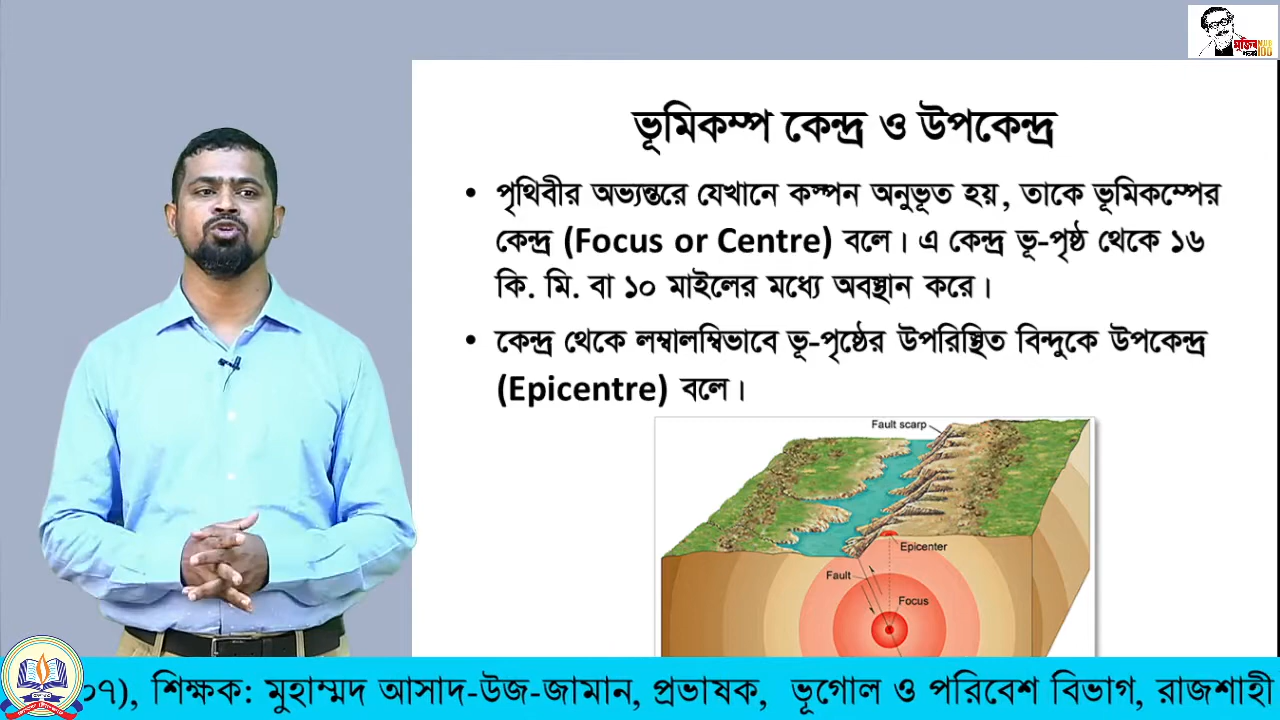 মুজিব
100
ভূমিকম্প কেন্দ্র ও উপকেন্দ্র
• পৃথিবীর অভ্যন্তরে যেখানে কম্পন অনুভূত হয়, তাকে ভূমিকম্পের
কেন্দ্র (Focus or Centre) বলে। এ কেন্দ্র ভূ-পৃষ্ঠ থেকে ১৬
কি. মি. বা ১০ মাইলের মধ্যে অবস্থান করে।
• কেন্দ্র থেকে লম্বালম্বিভাবে ভূ-পৃষ্ঠের উপরিস্থিত বিন্দুকে উপকেন্দ্র
(Epicentre) বলে।
Fault scarp
Epicenter
Fault
Focus
০৭), শিক্ষক: মুহাম্মদ আসাদ-উজ-জামান, প্রভাষক, ভূগোল ও পরিবেশ বিভাগ, রাজশাহী